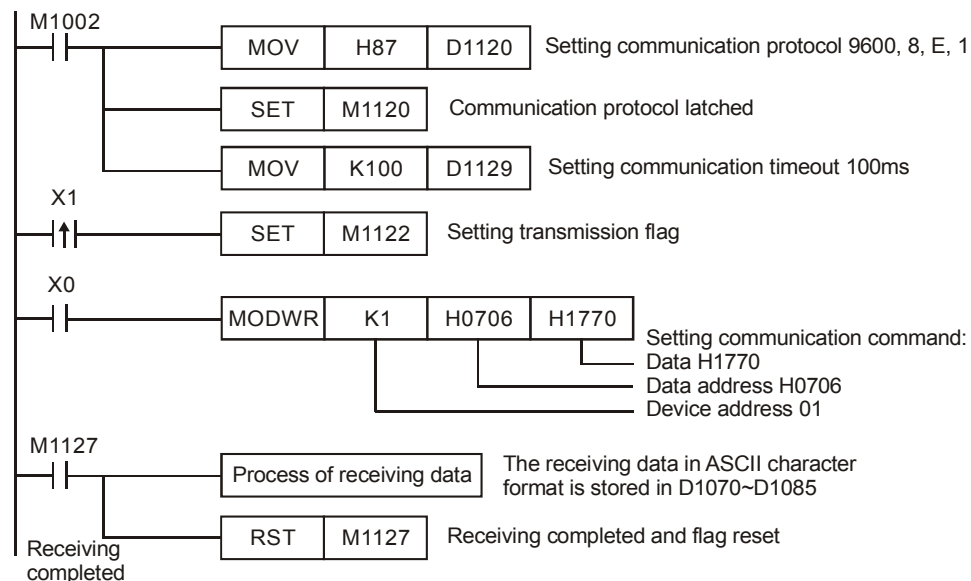 M1002
MOV H87 D1120 Setting communication protocol 9600, 8, E, 1
SET M1120 Communication protocol latched
MOV K100 D1129 Setting communication timeout 100ms
X1
SET M1122 Setting transmission flag
X0
MODWR K1 H0706 H1770
Setting communication command:
Data H1770
Data address H0706
Device address 01
M1127
Process of receiving data
The receiving data in ASCII character
format is stored in D1070~D1085
RST M1127 Receiving completed and flag reset
Receiving
completed